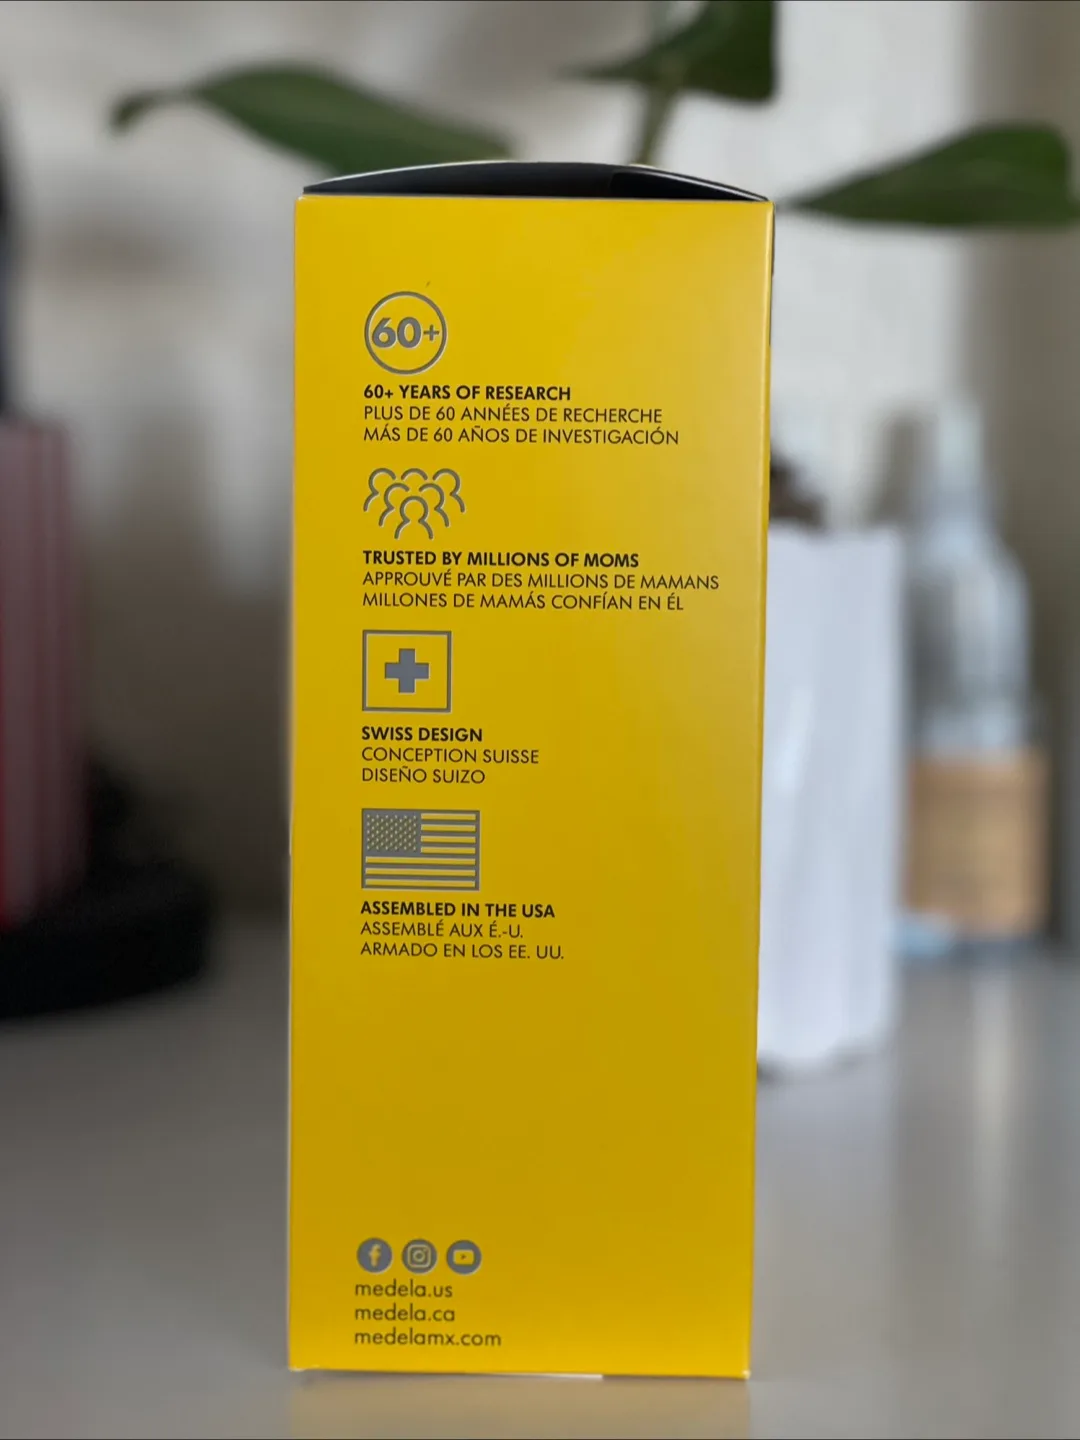 60+
60+ YEARS OF RESEARCH
PLUS DE 60 ANNÉES DE RECHERCHE
MÁS DE 60 AÑOS DE INVESTIGACIÓN
TRUSTED BY MILLIONS OF MOMS
APPROUVÉ PAR DES MILLIONS DE MAMANS
MILLONES DE MAMÁS CONFÍAN EN ÉL
SWISS DESIGN
CONCEPTION SUISSE
DISEÑO SUIZO
ASSEMBLED IN THE USA
ASSEMBLÉ AUX É.-U.
ARMADO EN LOS EE. UU.
medela.us
medela.ca
medelamx.com